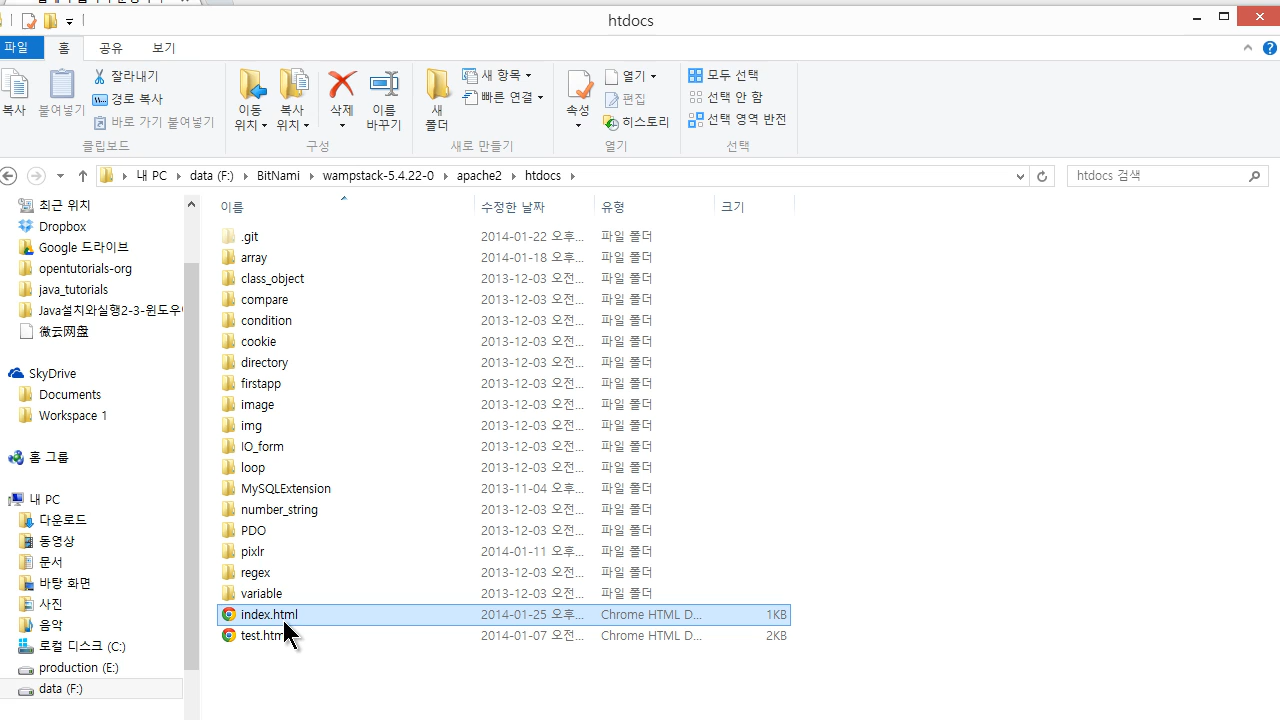 htdocs
파일 홈 공유 보기
복사
붙여넣기
잘라내기
경로 복사
바로 가기 붙여넣기
클립보드
이동 위치
복사 위치
삭제
이름 바꾸기
구성
새 폴더
새 항목
빠른 연결
새로 만들기
속성
열기
편집
히스토리
열기
모두 선택
선택 안 함
선택 영역 반전
선택
내 PC data (F:) BitNami wampstack-5.4.22-0 apache2 htdocs
htdocs 검색
최근 위치
Dropbox
Google 드라이브
opentutorials-org
java_tutorials
Java설치와실행2-3-윈도우
微云网盘
SkyDrive
Documents
Workspace 1
홈 그룹
내 PC
다운로드
동영상
문서
바탕 화면
사진
음악
로컬 디스크 (C:)
production (E:)
data (F:)
이름 수정한 날짜 유형 크기
.git 2014-01-22 오후... 파일 폴더
array 2014-01-18 오후... 파일 폴더
class_object 2013-12-03 오전... 파일 폴더
compare 2013-12-03 오전... 파일 폴더
condition 2013-12-03 오전... 파일 폴더
cookie 2013-12-03 오전... 파일 폴더
directory 2013-12-03 오전... 파일 폴더
firstapp 2013-12-03 오전... 파일 폴더
image 2013-12-03 오전... 파일 폴더
img 2013-12-03 오전... 파일 폴더
IO_form 2013-12-03 오전... 파일 폴더
loop 2013-12-03 오전... 파일 폴더
MySQLExtension 2013-11-04 오후... 파일 폴더
number_string 2013-12-03 오전... 파일 폴더
PDO 2013-12-03 오전... 파일 폴더
pixlr 2014-01-11 오후... 파일 폴더
regex 2013-12-03 오전... 파일 폴더
variable 2013-12-03 오전... 파일 폴더
index.html 2014-01-25 오후... Chrome HTML D... 1KB
test.htm 2014-01-07 오전... Chrome HTML D... 2KB